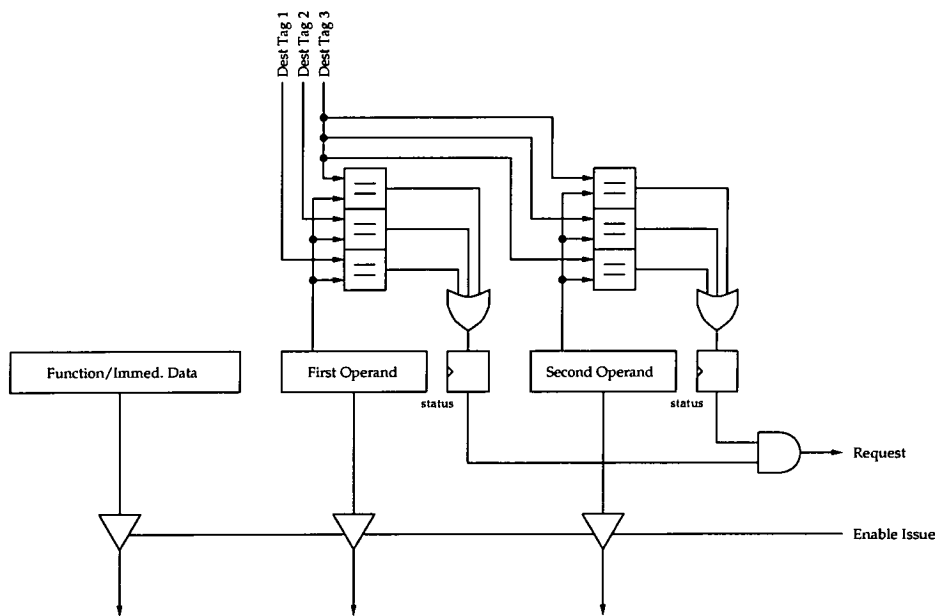 Dest Tag 1
Dest Tag 2
Dest Tag 3
Function/Immed. Data
First Operand
Second Operand
status
status
Request
Enable Issue